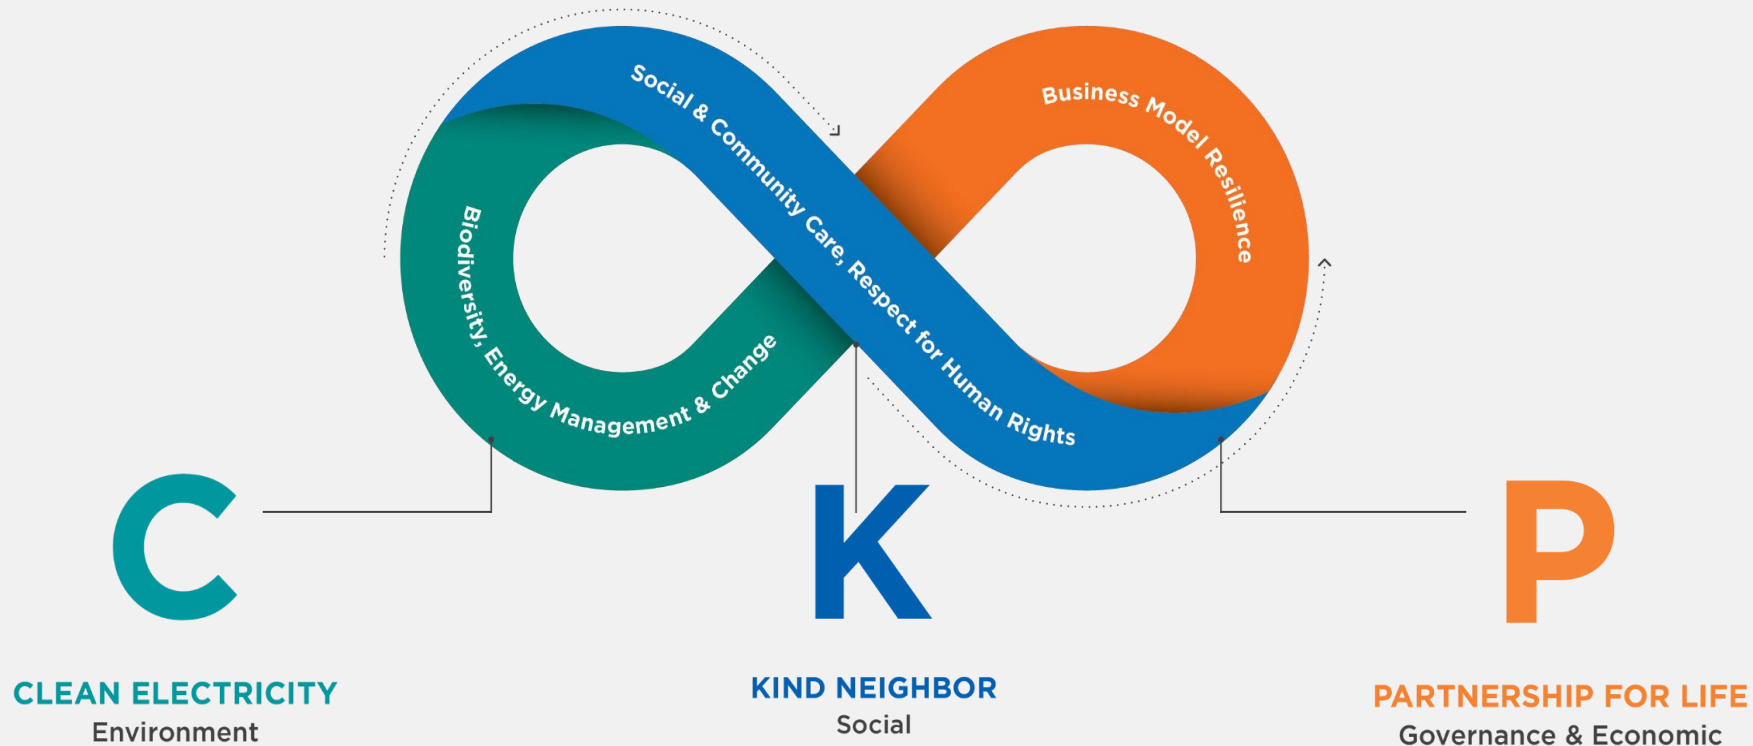 Social & Community Care, Respect for Human Rights
Business Model Resilience
Biodiversity, Energy Management & Change
C
K
P
CLEAN ELECTRICITY
Environment
KIND NEIGHBOR
Social
PARTNERSHIP FOR LIFE
Governance & Economic